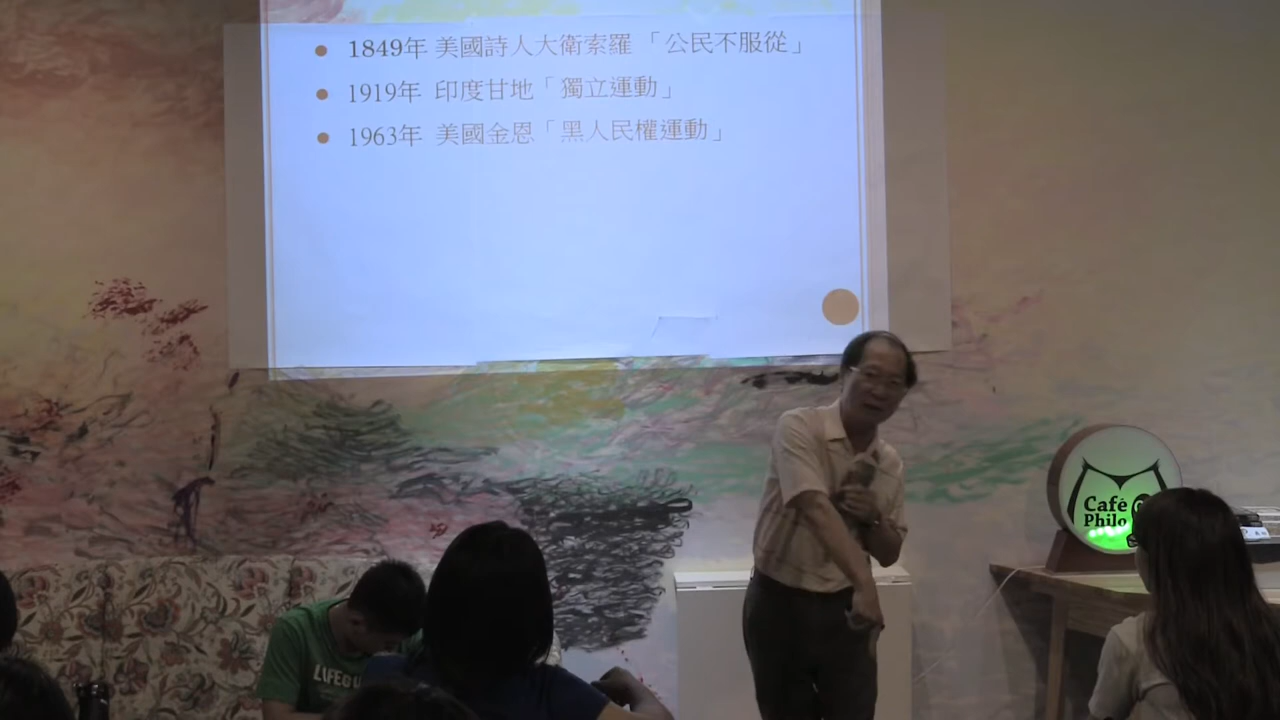 1849年 美國詩人大衛索羅 「公民不服從」
1919年 印度甘地「獨立運動」
1963年 美國金恩「黑人民權運動」
Café
Philo
LIFEGU